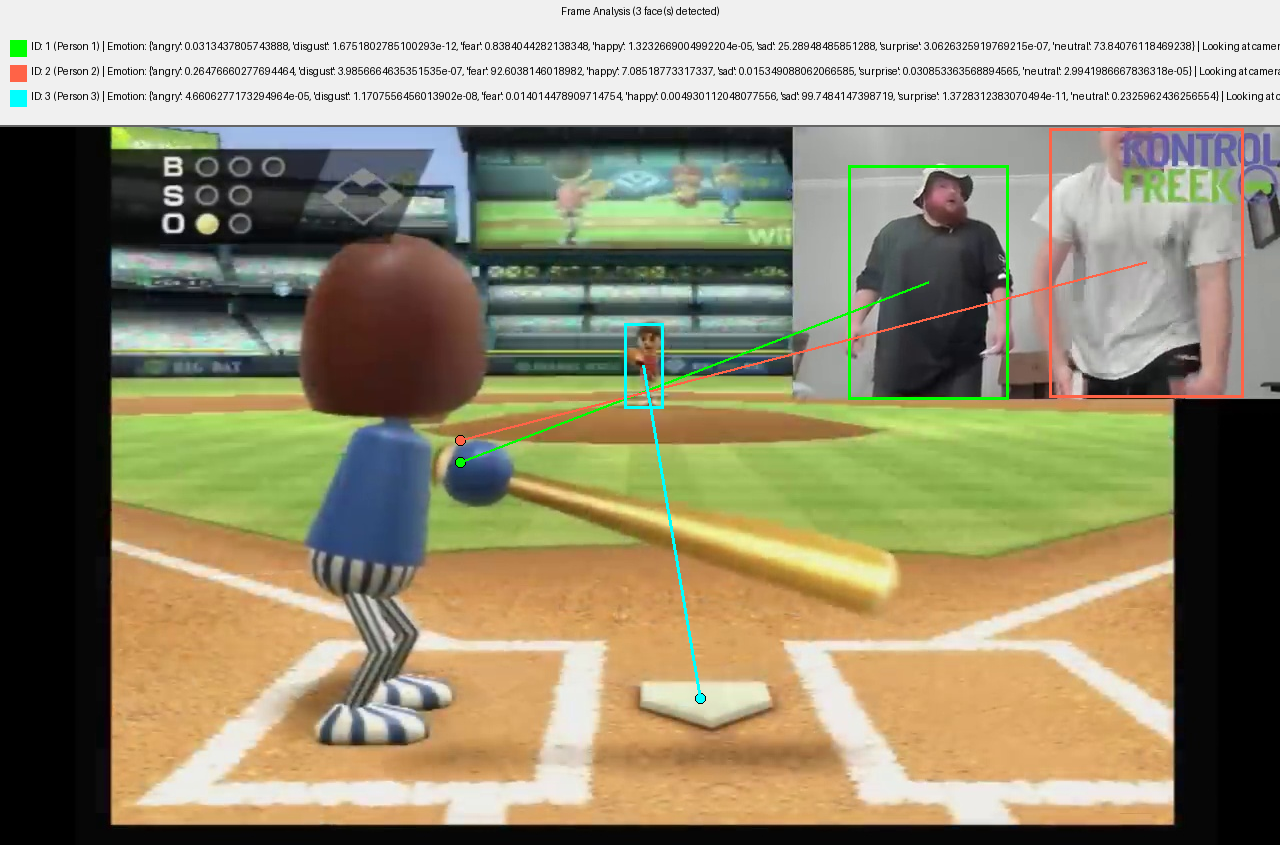 Frame Analysis (3 face(s) detected)
ID: 1 (Person 1) | Emotion: {'angry': 0.0313437805743888, 'disgust': 1.6751802785100293e-12, 'fear': 0.8384044282138348, 'happy': 1.3232669004992204e-05, 'sad': 25.28948485851288, 'surprise': 3.0626325919769215e-07, 'neutral': 73.84076118469238} | Looking at camer
ID: 2 (Person 2) | Emotion: {'angry': 0.26476660277694464, 'disgust': 3.9856664635351535e-07, 'fear': 92.6038146018982, 'happy': 7.08518773317337, 'sad': 0.015349088062066585, 'surprise': 0.030853363568894565, 'neutral': 2.9941986667836318e-05} | Looking at camera
ID: 3 (Person 3) | Emotion: {'angry': 4.6606277173294964e-05, 'disgust': 1.1707556456013902e-08, 'fear': 0.014014478909714754, 'happy': 0.004930112048077556, 'sad': 99.7484147398719, 'surprise': 1.3728312383070494e-11, 'neutral': 0.2325962436256554} | Looking at c
B
S
O
Wii
KONTROL
FREEK
BIG BAT